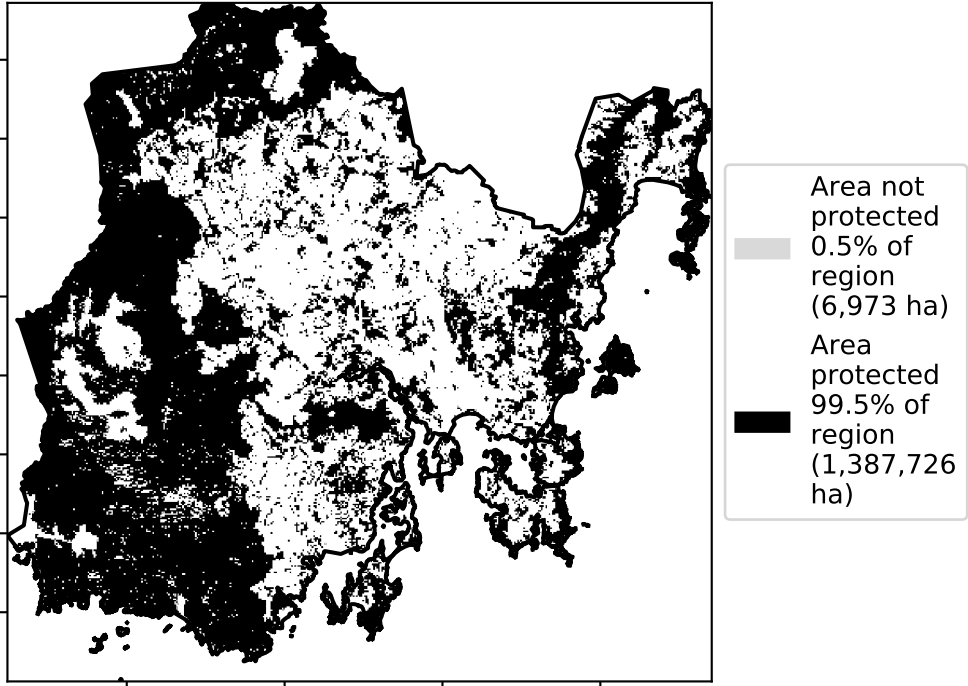 Area not
protected
0.5% of
region
(6,973 ha)
Area
protected
99.5% of
region
(1,387,726
ha)